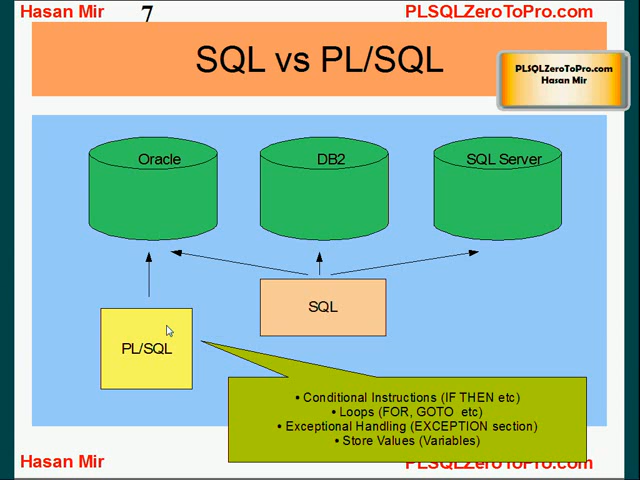 Hasan Mir
7
PLSQLZeroToPro.com
SQL vs PL/SQL
PLSQLZeroToPro.com
Hasan Mir
Oracle
DB2
SQL Server
SQL
PL/SQL
• Conditional Instructions (IF THEN etc)
• Loops (FOR, GOTO etc)
• Exceptional Handling (EXCEPTION section)
• Store Values (Variables)
Hasan Mir
PLSQLZeroToPro.com